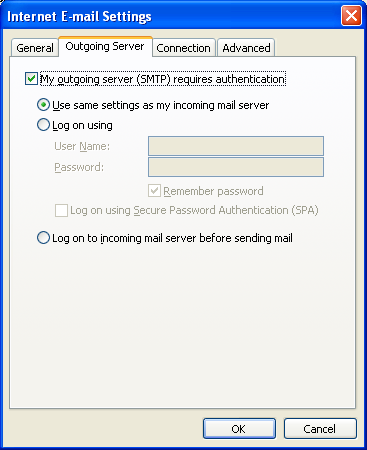 Internet E-mail Settings
General Outgoing Server Connection Advanced
My outgoing server (SMTP) requires authentication
Use same settings as my incoming mail server
Log on using
User Name:
Password:
Remember password
Log on using Secure Password Authentication (SPA)
Log on to incoming mail server before sending mail
OK Cancel